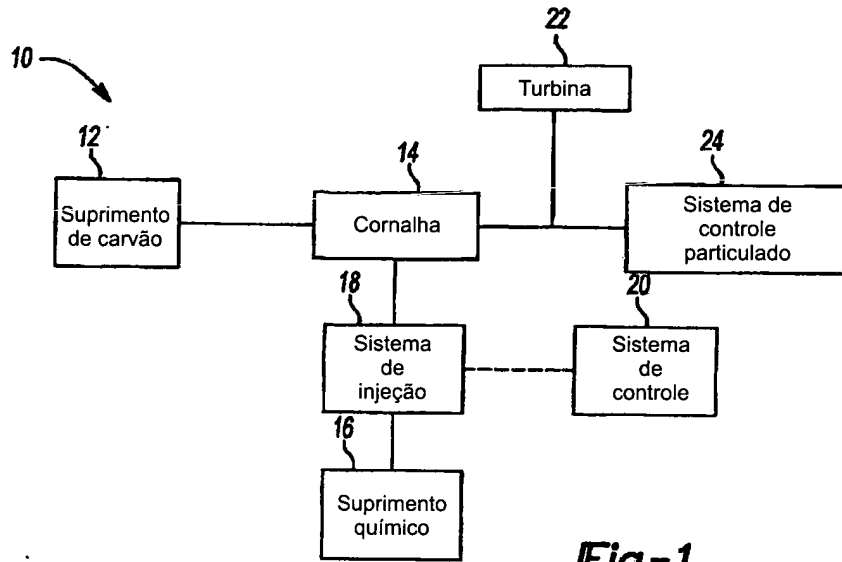 10
22
Turbina
12
Suprimento
de carvão
14
Cornalha
24
Sistema de
controle
particulado
18
Sistema
de
injeção
20
Sistema
de
controle
16
Suprimento
químico
Fig-1